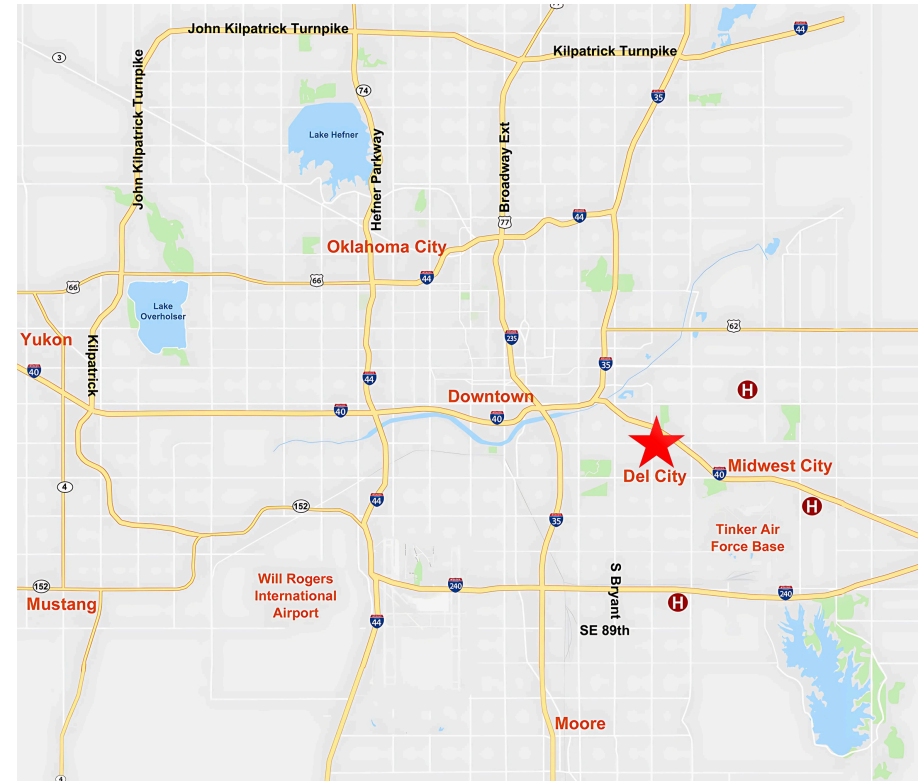 77
John Kilpatrick Turnpike
44
Kilpatrick Turnpike
3
74
35
John Kilpatrick Turnpike
Lake Hefner
Hefner Parkway
Broadway Ext
77
44
Oklahoma City
44
66
66
Lake
Overholser
62
Yukon
Kilpatrick
235
35
40
44
H
Downtown
40
40
Del City
40
Midwest City
4
152
44
35
H
Tinker Air
Force Base
152
Will Rogers
International
Airport
240
S Bryant
240
Mustang
H
44
SE 89th
Moore
4